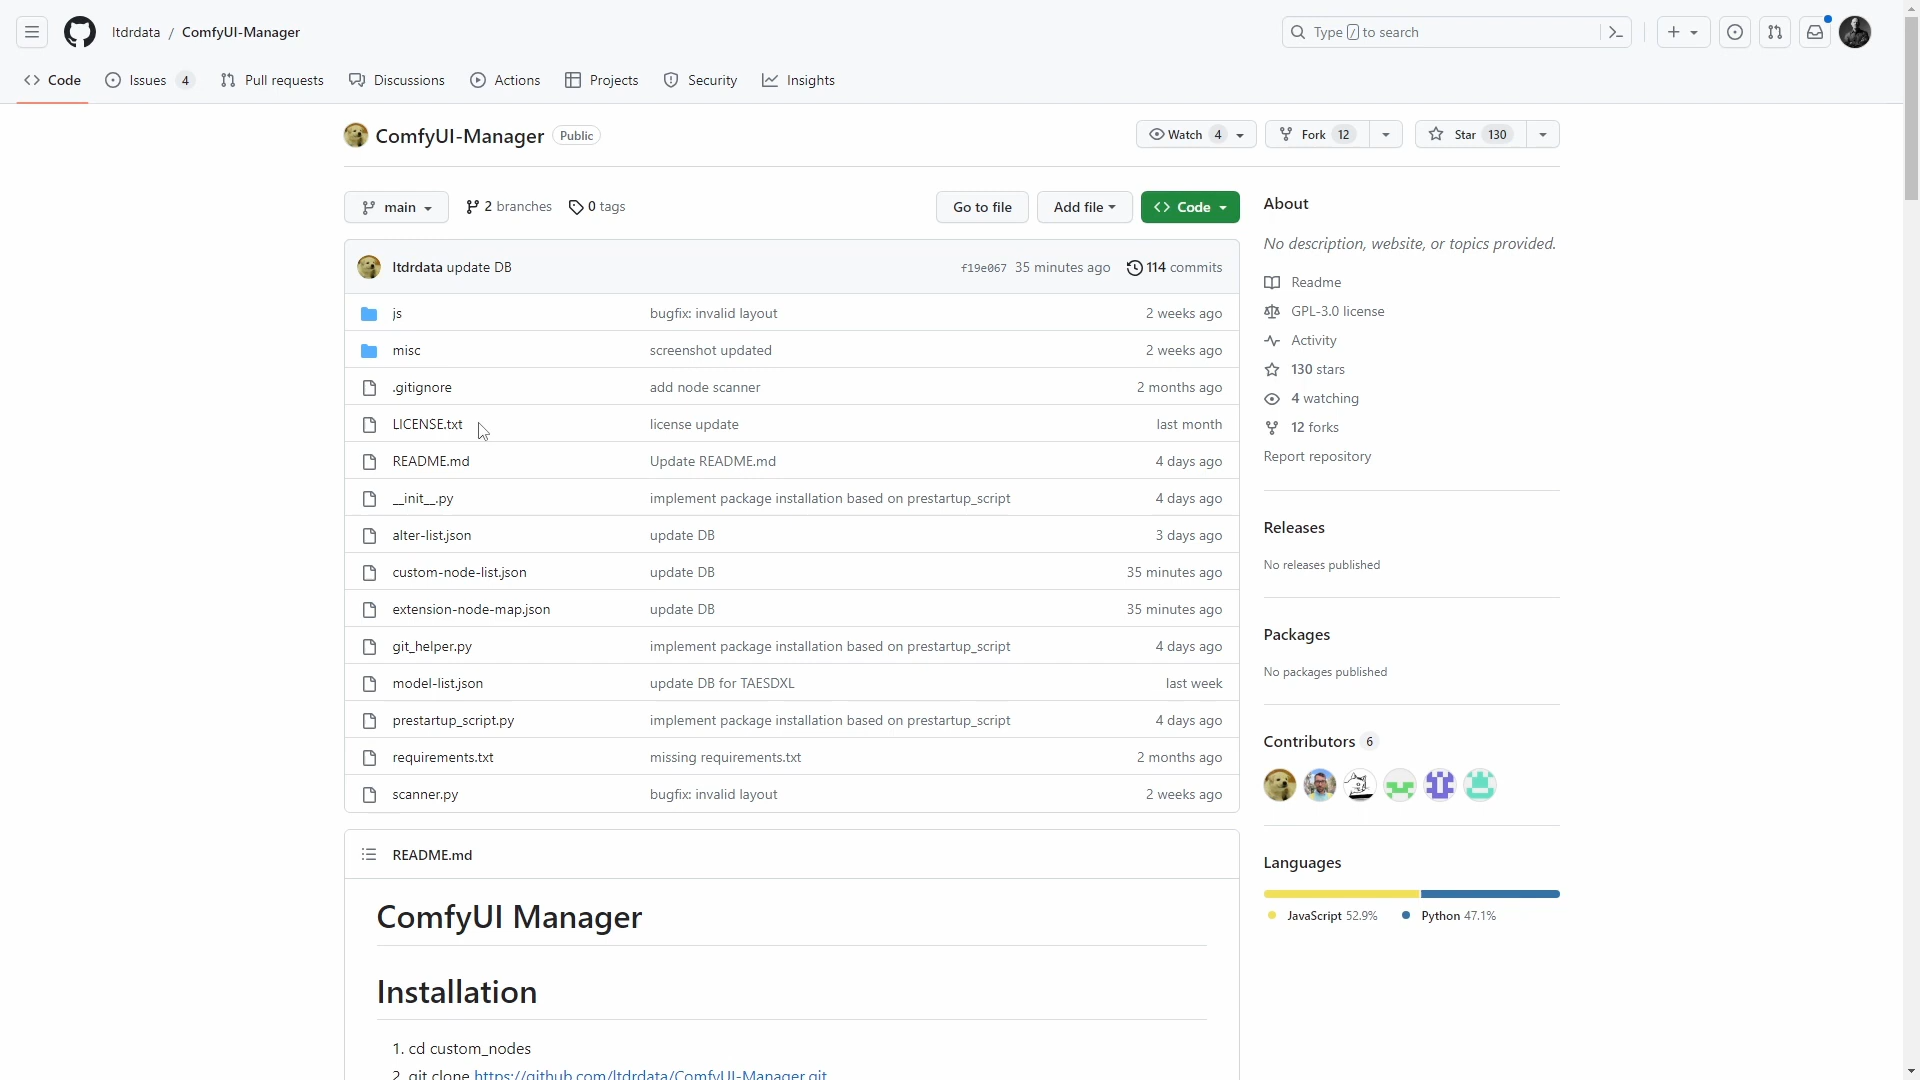 ltdrdata / ComfyUI-Manager
Type / to search
Code
Issues 4
Pull requests
Discussions
Actions
Projects
Security
Insights
ComfyUI-Manager Public
Watch 4
Fork 12
Star 130
main
2 branches
0 tags
Go to file
Add file
Code
ltdrdata update DB f19e067 35 minutes ago 114 commits
js bugfix: invalid layout 2 weeks ago
misc screenshot updated 2 weeks ago
.gitignore add node scanner 2 months ago
LICENSE.txt license update last month
README.md Update README.md 4 days ago
__init__.py implement package installation based on prestartup_script 4 days ago
alter-list.json update DB 3 days ago
custom-node-list.json update DB 35 minutes ago
extension-node-map.json update DB 35 minutes ago
git_helper.py implement package installation based on prestartup_script 4 days ago
model-list.json update DB for TAESDXL last week
prestartup_script.py implement package installation based on prestartup_script 4 days ago
requirements.txt missing requirements.txt 2 months ago
scanner.py bugfix: invalid layout 2 weeks ago
README.md
ComfyUI Manager
Installation
1. cd custom_nodes
2. git clone https://github.com/ltdrdata/ComfyUI-Manager.git
About
No description, website, or topics provided.
Readme
GPL-3.0 license
Activity
130 stars
4 watching
12 forks
Report repository
Releases
No releases published
Packages
No packages published
Contributors 6
Languages
JavaScript 52.9% Python 47.1%